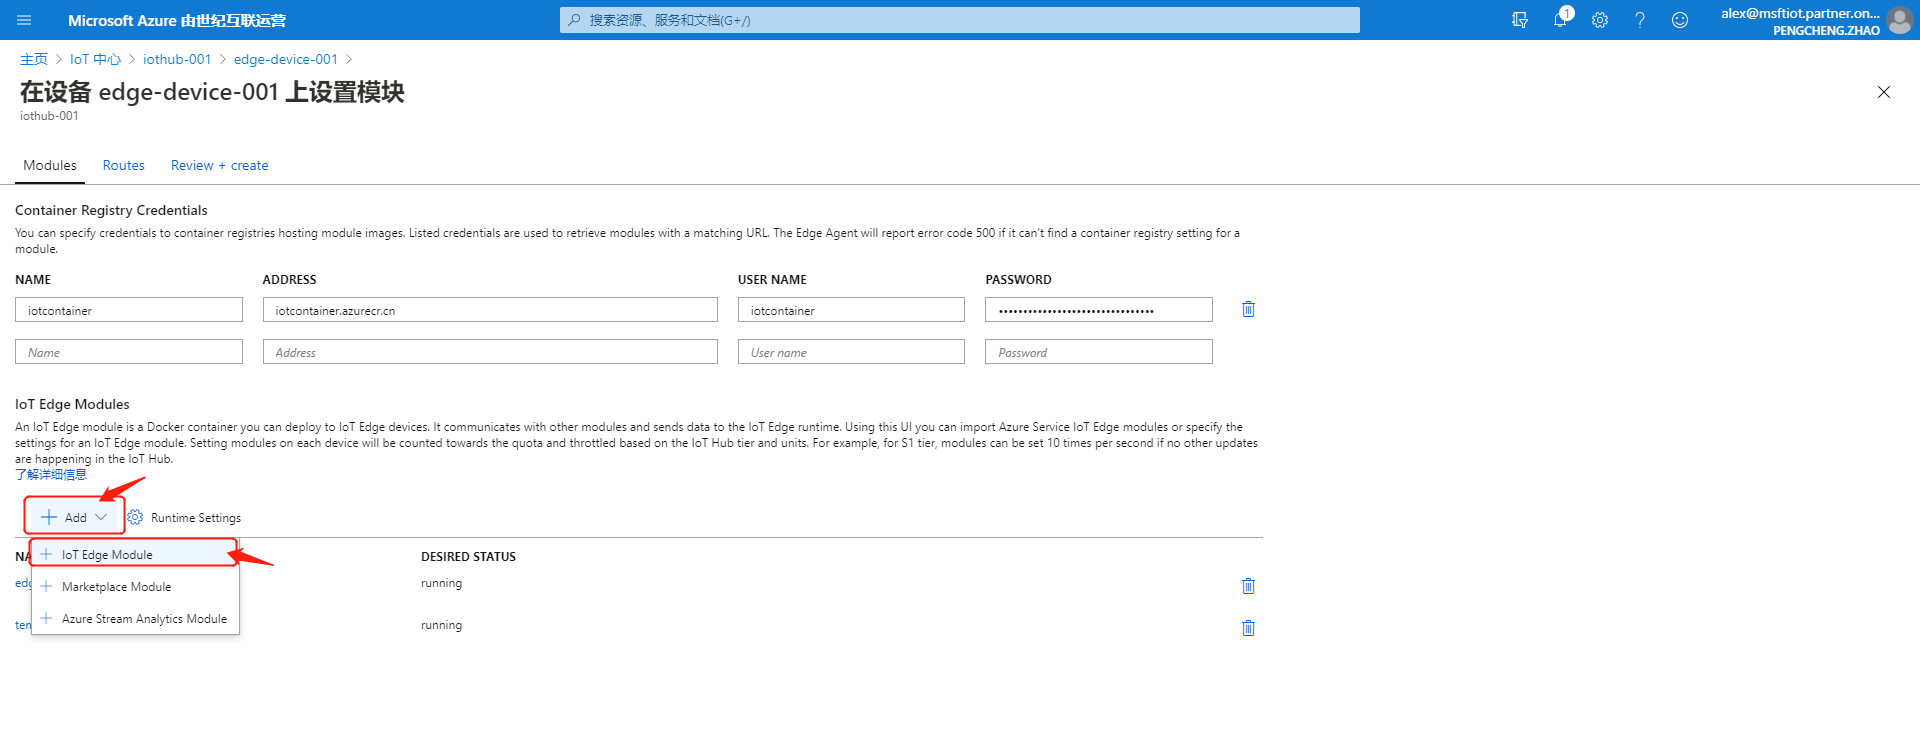 Microsoft Azure 由世纪互联运营
搜索资源、服务和文档(G+/)
1
alex@msftiot.partner.on...
PENGCHENG.ZHAO
主页 > IoT 中心 > iothub-001 > edge-device-001 >
在设备 edge-device-001 上设置模块
iothub-001
Modules Routes Review + create
Container Registry Credentials
You can specify credentials to container registries hosting module images. Listed credentials are used to retrieve modules with a matching URL. The Edge Agent will report error code 500 if it can't find a container registry setting for a
module.
NAME ADDRESS USER NAME PASSWORD
iotcontainer iotcontainer.azurecr.cn iotcontainer ••••••••••••••••••••••••••••••••
Name Address User name Password
IoT Edge Modules
An IoT Edge module is a Docker container you can deploy to IoT Edge devices. It communicates with other modules and sends data to the IoT Edge runtime. Using this UI you can import Azure Service IoT Edge modules or specify the
settings for an IoT Edge module. Setting modules on each device will be counted towards the quota and throttled based on the IoT Hub tier and units. For example, for S1 tier, modules can be set 10 times per second if no other updates
are happening in the IoT Hub.
了解详细信息
Add Runtime Settings
IoT Edge Module
DESIRED STATUS
running
Marketplace Module
Azure Stream Analytics Module
running